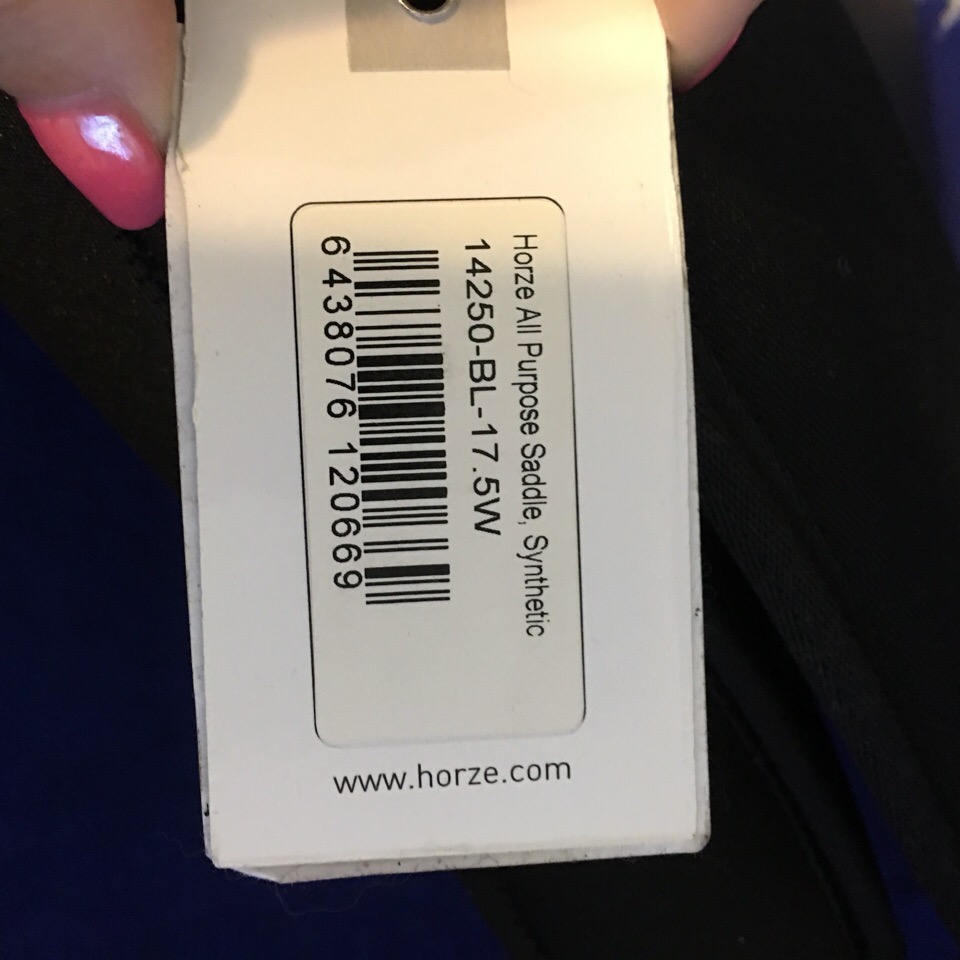 Horze All Purpose Saddle, Synthetic
14250-BL-17.5W
6 438076 120669
www.horze.com